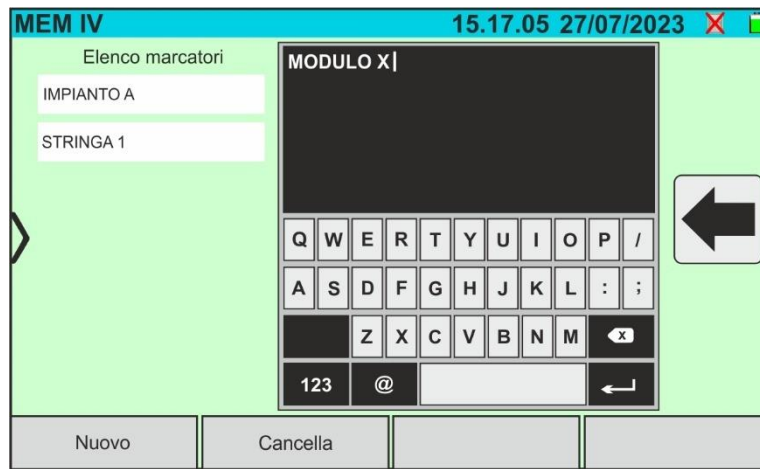 MEM IV 15.17.05 27/07/2023
Elenco marcatori
IMPIANTO A
STRINGA 1
MODULO X
Q W E R T Y U I O P /
A S D F G H J K L : ;
Z X C V B N M x
123 @
Nuovo Cancella